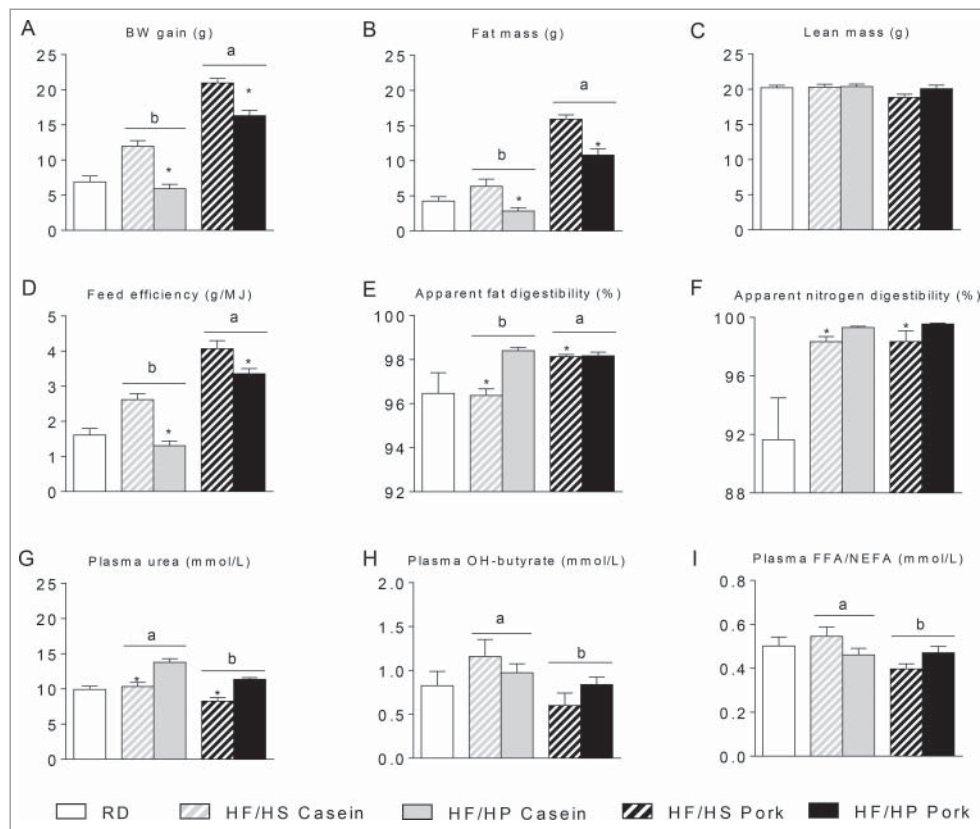 A BW gain (g)
25
20
15
10
5
0
b
*
a
*
B Fat mass (g)
20
15
10
5
0
b
*
a
*
C Lean mass (g)
25
20
15
10
5
0
D Feed efficiency (g/MJ)
5
4
3
2
1
0
b
*
a
*
E Apparent fat digestibility (%)
100
98
96
94
92
b
*
a
*
F Apparent nitrogen digestibility (%)
100
96
92
88
*
*
G Plasma urea (mmol/L)
25
20
15
10
5
0
a
*
b
*
H Plasma OH-butyrate (mmol/L)
2.0
1.5
1.0
0.5
0.0
a
b
I Plasma FFA/NEFA (mmol/L)
0.8
0.6
0.4
0.2
0.0
a
b
RD HF/HS Casein HF/HP Casein HF/HS Pork HF/HP Pork